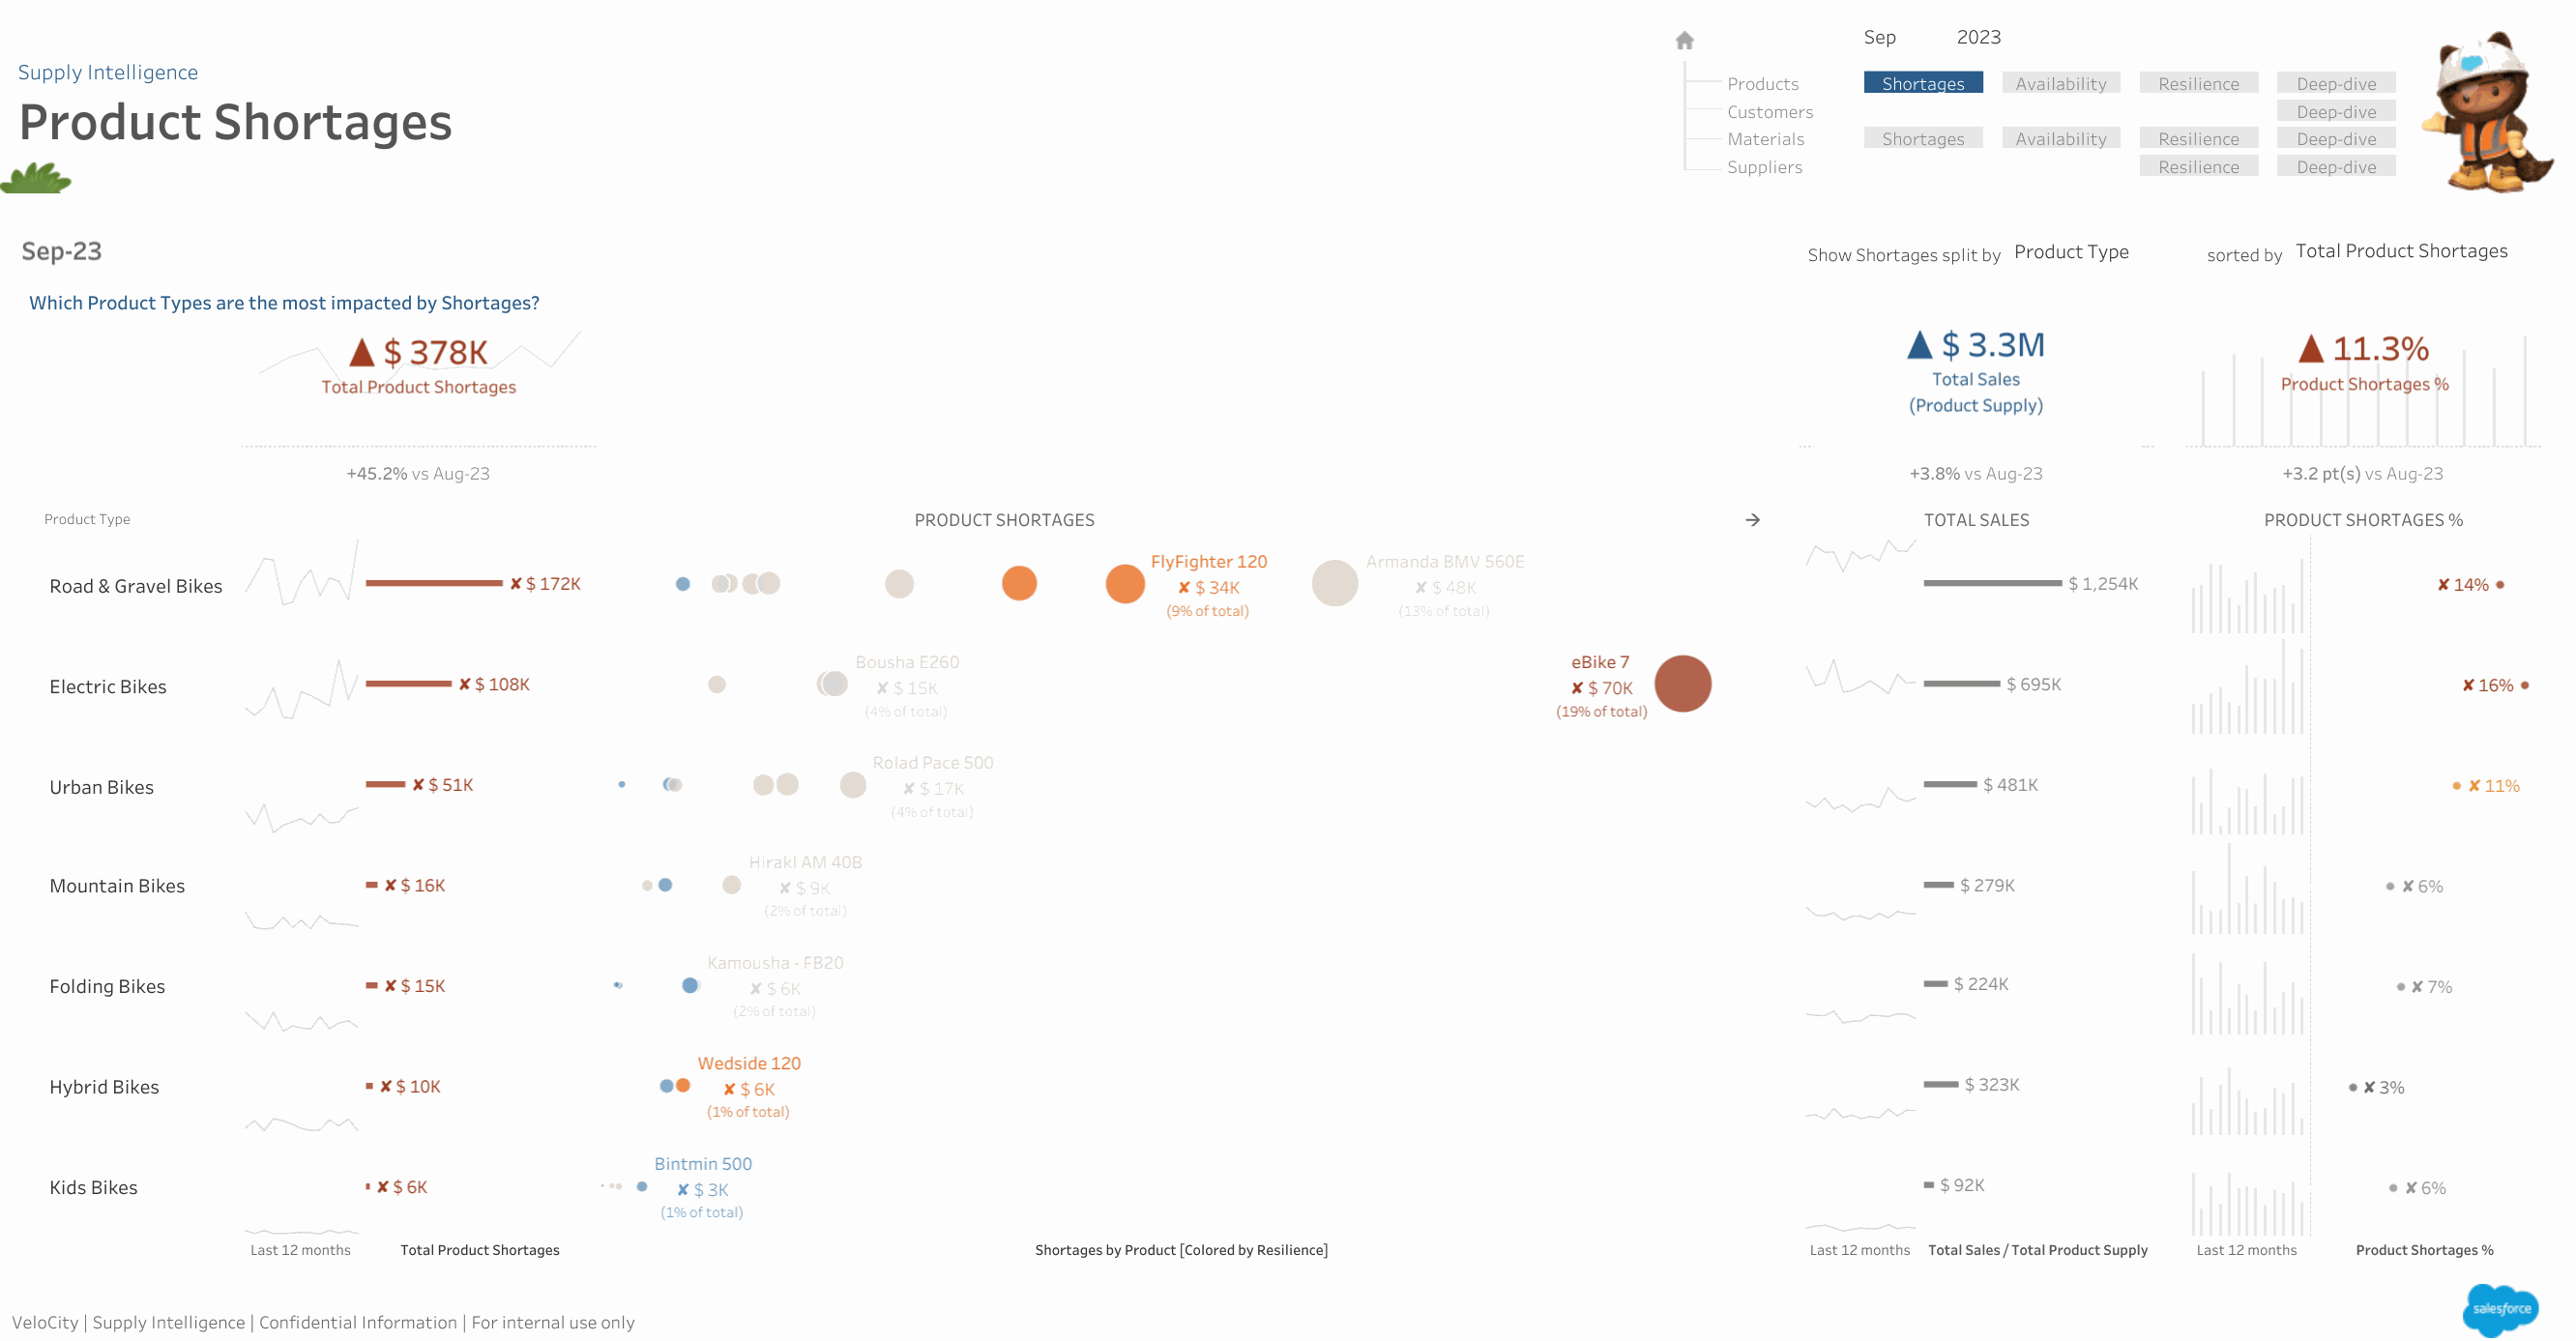 Supply Intelligence
Product Shortages
Sep 2023
Products Shortages Availability Resilience Deep-dive
Customers Deep-dive
Materials Shortages Availability Resilience Deep-dive
Suppliers Resilience Deep-dive
Sep-23
Show Shortages split by Product Type sorted by Total Product Shortages
Which Product Types are the most impacted by Shortages?
▲ $ 378K
Total Product Shortages
+45.2% vs Aug-23
▲ $ 3.3M
Total Sales
(Product Supply)
+3.8% vs Aug-23
▲ 11.3%
Product Shortages %
+3.2 pt(s) vs Aug-23
Product Type PRODUCT SHORTAGES → TOTAL SALES PRODUCT SHORTAGES %
Road & Gravel Bikes ✘ $ 172K
FlyFighter 120
✘ $ 34K
(9% of total)
Armanda BMV 560E
✘ $ 48K
(13% of total)
$ 1,254K
✘ 14%
Electric Bikes ✘ $ 108K
Bousha E260
✘ $ 15K
(4% of total)
eBike 7
✘ $ 70K
(19% of total)
$ 695K
✘ 16%
Urban Bikes ✘ $ 51K
Rolad Pace 500
✘ $ 17K
(4% of total)
$ 481K
✘ 11%
Mountain Bikes ✘ $ 16K
Hirakl AM 40B
✘ $ 9K
(2% of total)
$ 279K
✘ 6%
Folding Bikes ✘ $ 15K
Kamousha - FB20
✘ $ 6K
(2% of total)
$ 224K
✘ 7%
Hybrid Bikes ✘ $ 10K
Wedside 120
✘ $ 6K
(1% of total)
$ 323K
✘ 3%
Kids Bikes ✘ $ 6K
Bintmin 500
✘ $ 3K
(1% of total)
$ 92K
✘ 6%
Last 12 months Total Product Shortages Shortages by Product [Colored by Resilience] Last 12 months Total Sales / Total Product Supply Last 12 months Product Shortages %
salesforce
VeloCity | Supply Intelligence | Confidential Information | For internal use only